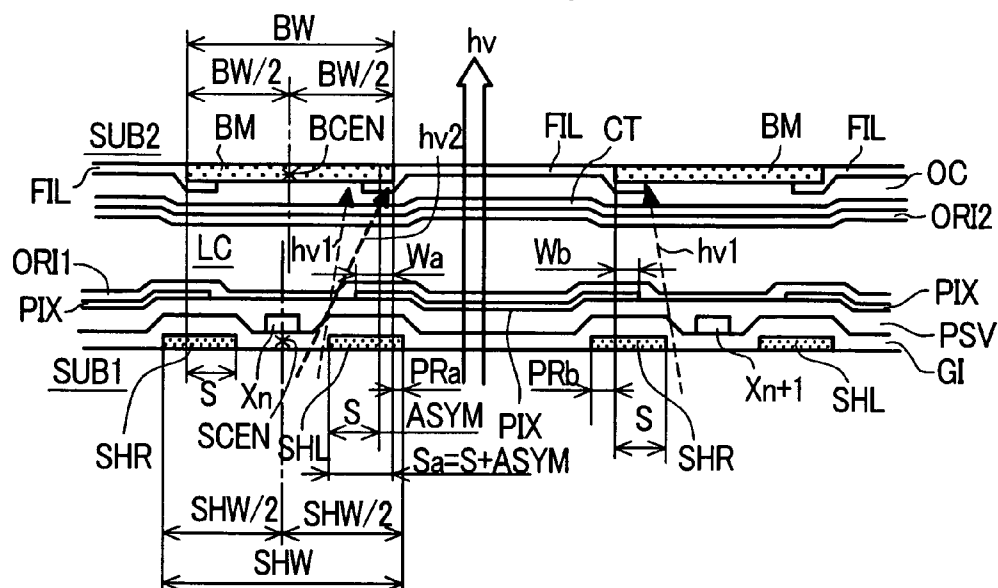 BW
hv
BW/2 BW/2
BM BCEN hv2 FIL CT BM FIL
SUB2
FIL OC
ORI2
hv1 LC Wa Wb hv1
ORI1
PIX PIX
PSV
SUB1 GI
S Xn PRa PRb Xn+1 SHL
SCEN S ASYM PIX S
SHR SHL Sa=S+ASYM SHR
SHW/2 SHW/2
SHW